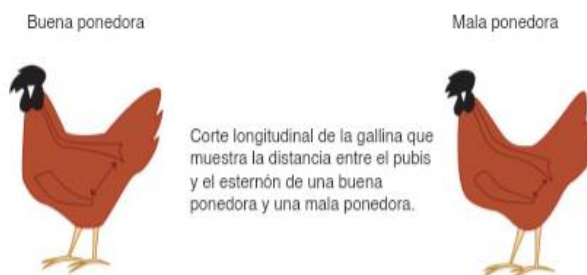 Buena ponedora
Mala ponedora
Corte longitudinal de la gallina que
muestra la distancia entre el pubis
y el esternón de una buena
ponedora y una mala ponedora.